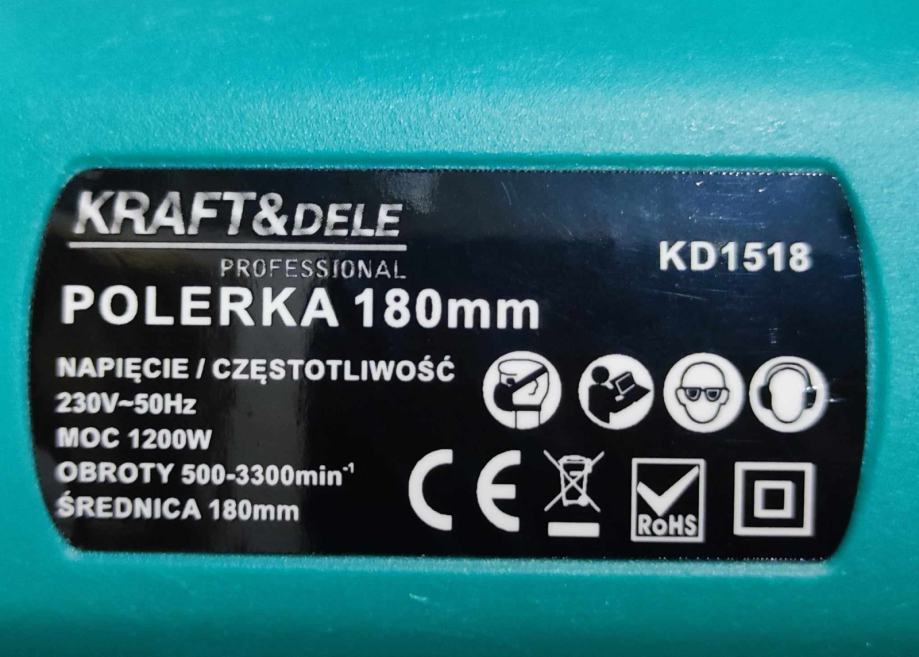 KRAFT&DELE
PROFESSIONAL
KD1518
POLERKA 180mm
NAPIĘCIE / CZĘSTOTLIWOŚĆ
230V~50Hz
MOC 1200W
OBROTY 500-3300min⁻¹
ŚREDNICA 180mm
CE
RoHS